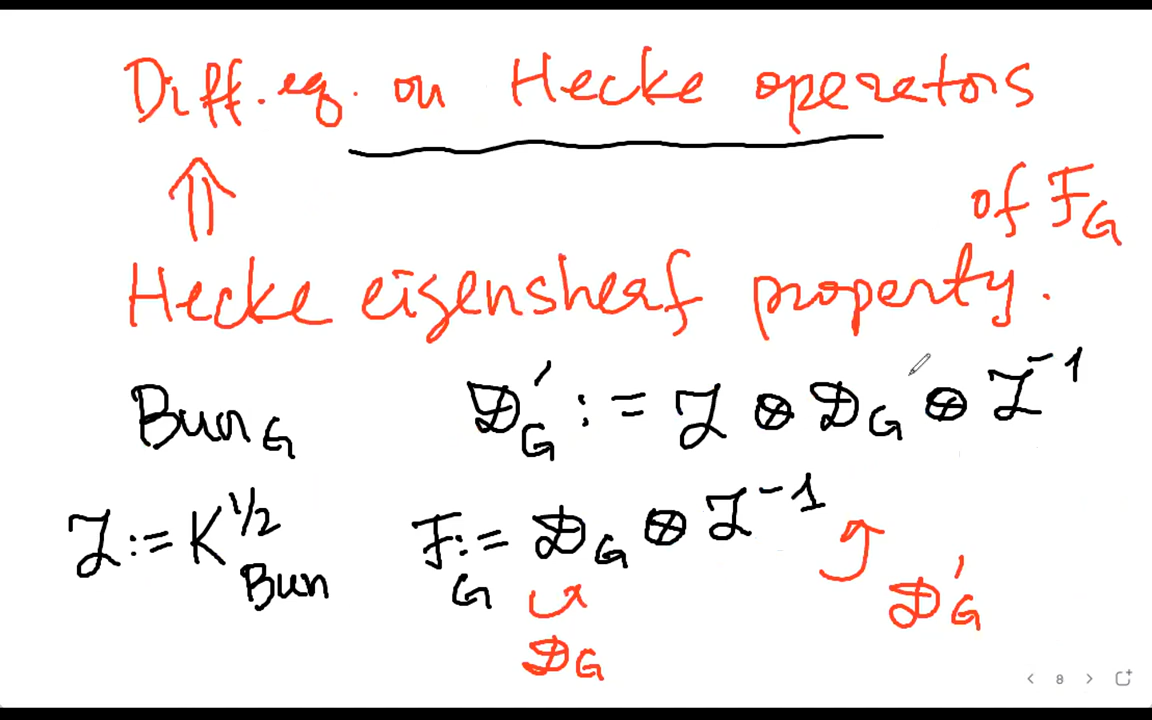 Diff. eq. on Hecke operators
of F_G
Hecke eigensheaf property.
Bun_G D'_G := L ⊗ D_G ⊗ L^{-1}
L := K^{1/2}_{Bun} F_G := D_G ⊗ L^{-1}
D_G D'_G
8